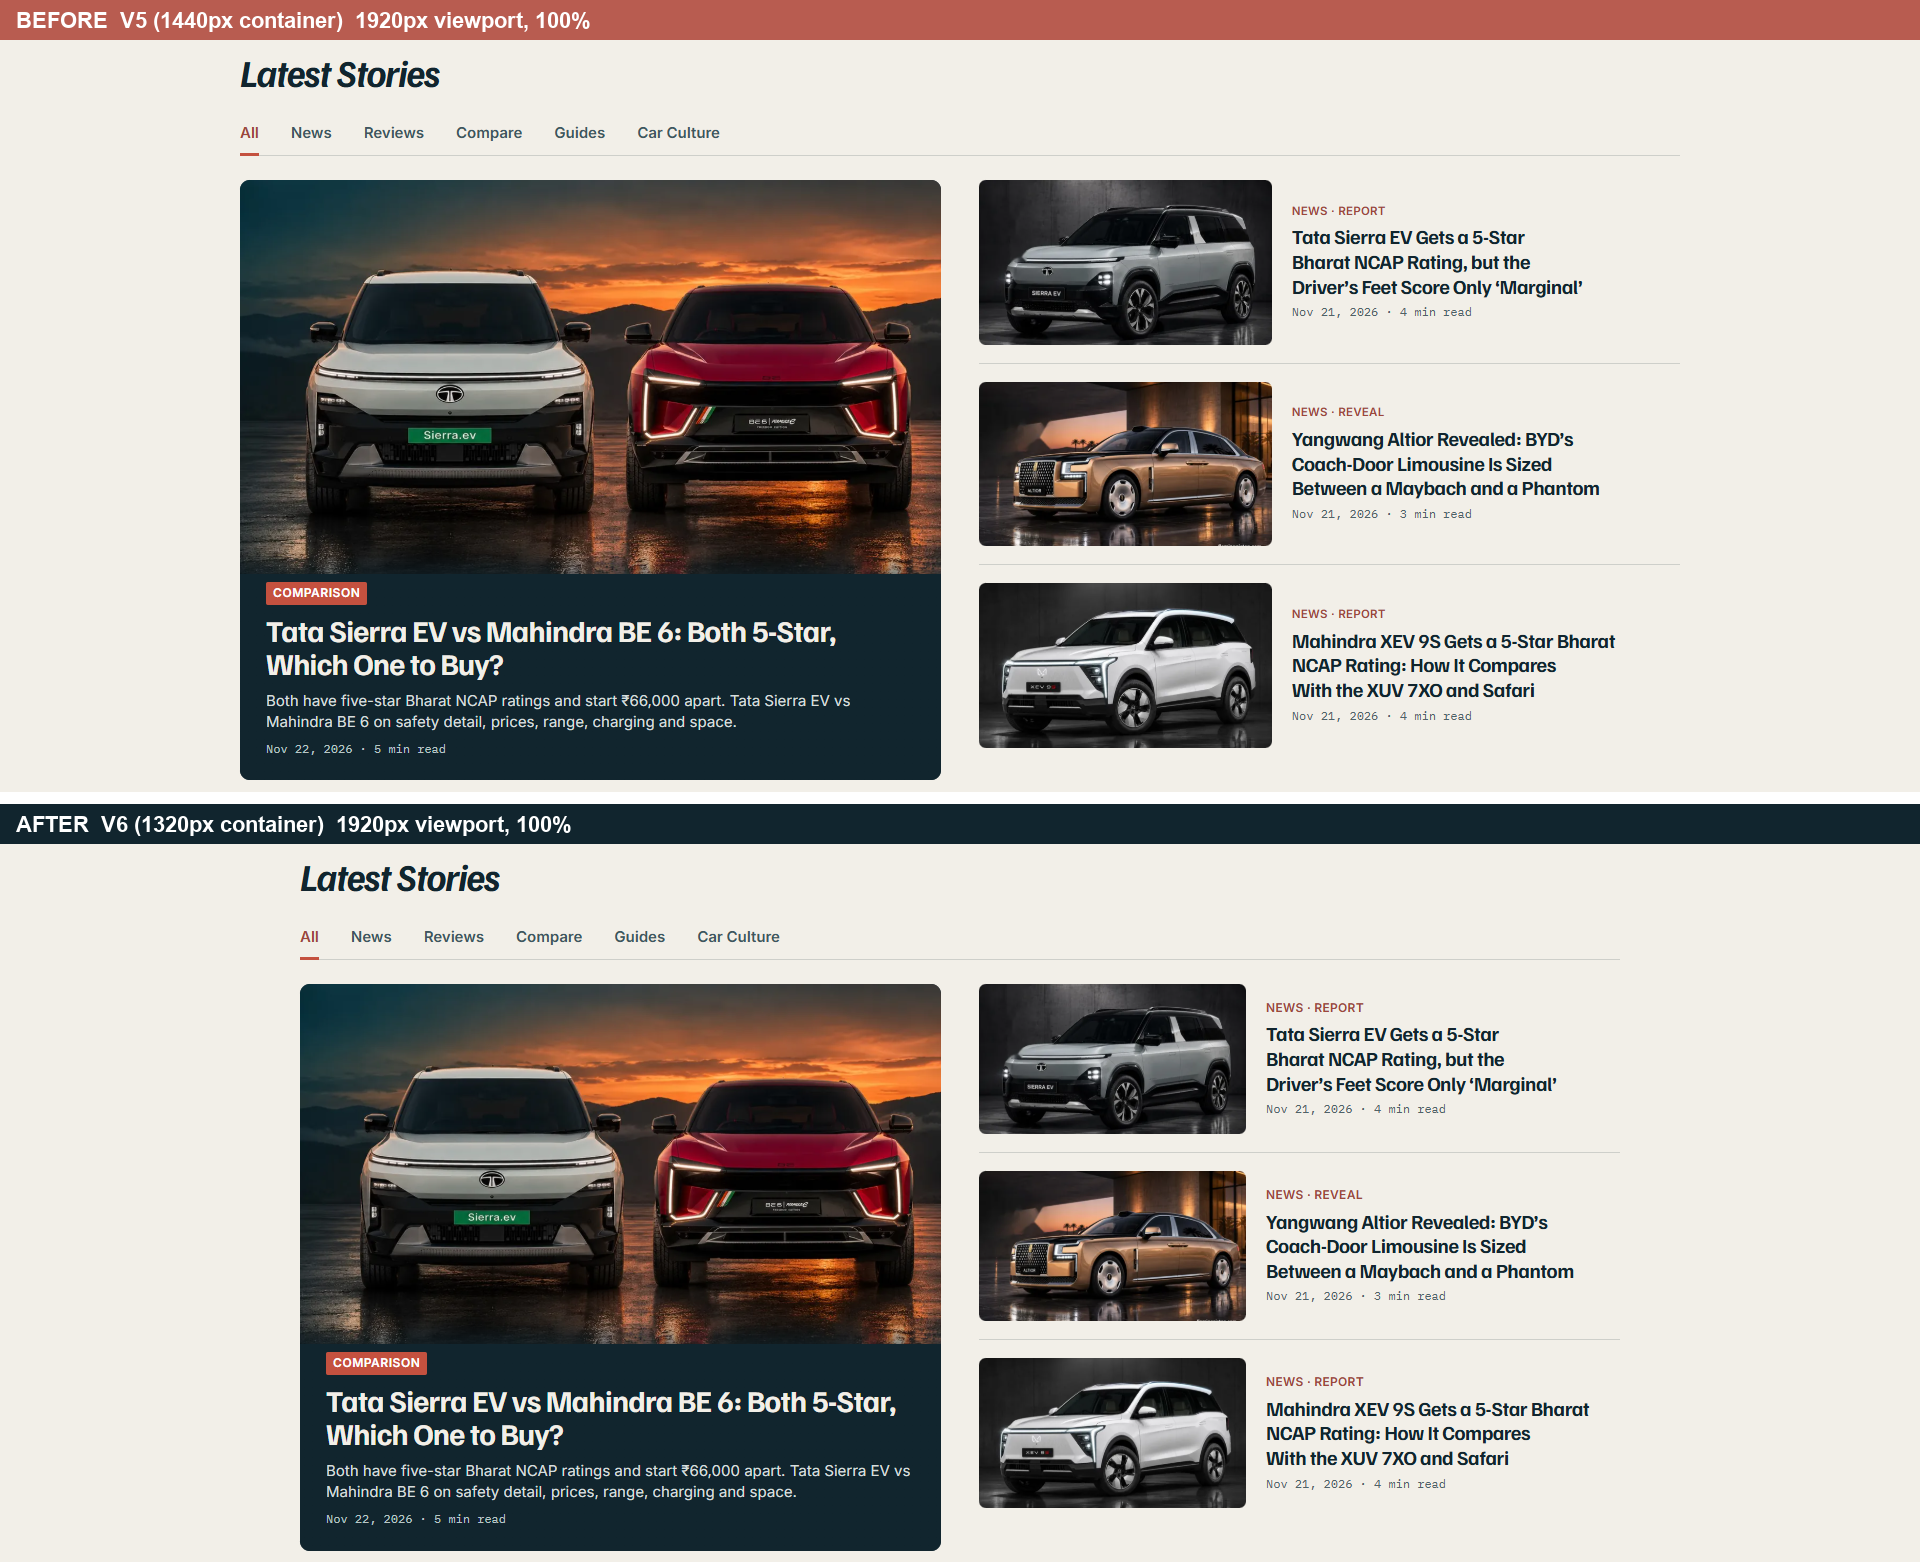 BEFORE V5 (1440px container) 1920px viewport, 100%
Latest Stories
All News Reviews Compare Guides Car Culture
Sierra.ev
BE 6
COMPARISON
Tata Sierra EV vs Mahindra BE 6: Both 5-Star,
Which One to Buy?
Both have five-star Bharat NCAP ratings and start ₹66,000 apart. Tata Sierra EV vs
Mahindra BE 6 on safety detail, prices, range, charging and space.
Nov 22, 2026 · 5 min read
SIERRA EV
NEWS · REPORT
Tata Sierra EV Gets a 5-Star
Bharat NCAP Rating, but the
Driver’s Feet Score Only ‘Marginal’
Nov 21, 2026 · 4 min read
ALTIOR
NEWS · REVEAL
Yangwang Altior Revealed: BYD’s
Coach-Door Limousine Is Sized
Between a Maybach and a Phantom
Nov 21, 2026 · 3 min read
XEV 9S
NEWS · REPORT
Mahindra XEV 9S Gets a 5-Star Bharat
NCAP Rating: How It Compares
With the XUV 7XO and Safari
Nov 21, 2026 · 4 min read
AFTER V6 (1320px container) 1920px viewport, 100%
Latest Stories
All News Reviews Compare Guides Car Culture
Sierra.ev
BE 6
COMPARISON
Tata Sierra EV vs Mahindra BE 6: Both 5-Star,
Which One to Buy?
Both have five-star Bharat NCAP ratings and start ₹66,000 apart. Tata Sierra EV vs
Mahindra BE 6 on safety detail, prices, range, charging and space.
Nov 22, 2026 · 5 min read
SIERRA EV
NEWS · REPORT
Tata Sierra EV Gets a 5-Star
Bharat NCAP Rating, but the
Driver’s Feet Score Only ‘Marginal’
Nov 21, 2026 · 4 min read
ALTIOR
NEWS · REVEAL
Yangwang Altior Revealed: BYD’s
Coach-Door Limousine Is Sized
Between a Maybach and a Phantom
Nov 21, 2026 · 3 min read
XEV 9S
NEWS · REPORT
Mahindra XEV 9S Gets a 5-Star Bharat
NCAP Rating: How It Compares
With the XUV 7XO and Safari
Nov 21, 2026 · 4 min read